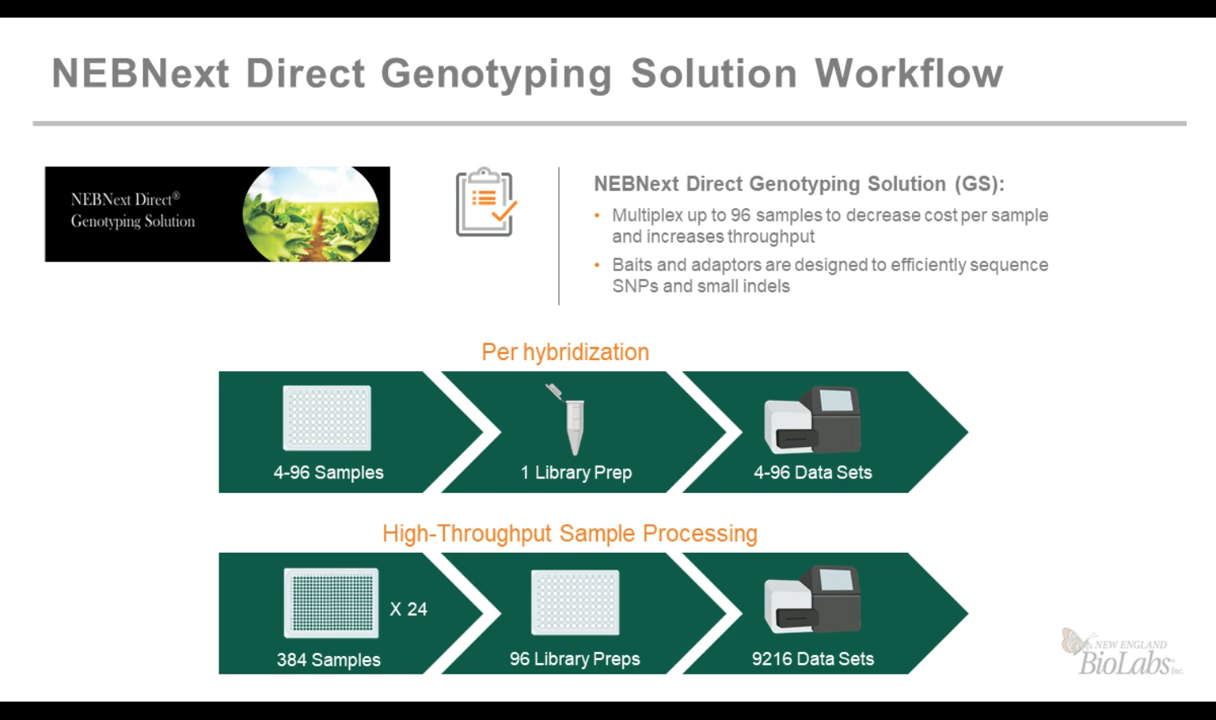 NEBNext Direct Genotyping Solution Workflow
NEBNext Direct®
Genotyping Solution
NEBNext Direct Genotyping Solution (GS):
• Multiplex up to 96 samples to decrease cost per sample
and increases throughput
• Baits and adaptors are designed to efficiently sequence
SNPs and small indels
Per hybridization
4-96 Samples
1 Library Prep
4-96 Data Sets
High-Throughput Sample Processing
X 24
384 Samples
96 Library Preps
9216 Data Sets
NEW ENGLAND
BioLabs Inc.